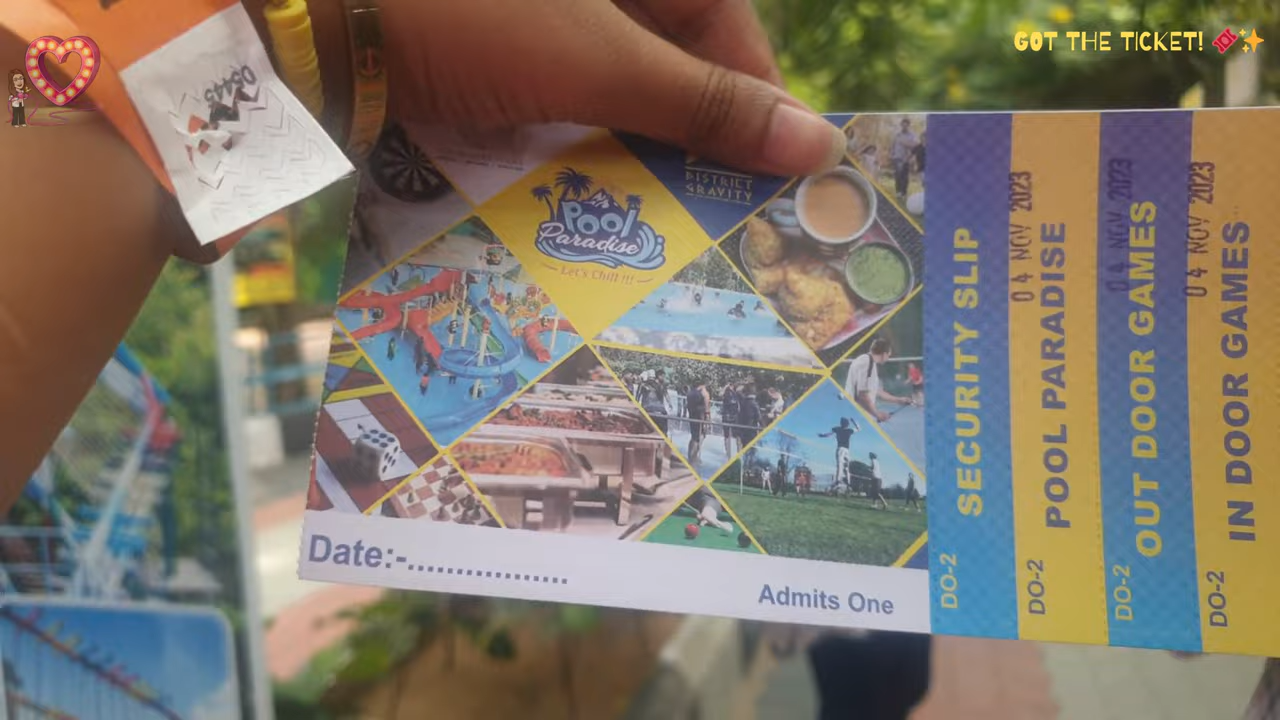 GOT THE TICKET!
05445
DISTRICT
GRAVITY
Pool
Paradise
Let's Chill !!!
Date:-.................
Admits One
DO-2 SECURITY SLIP
DO-2 POOL PARADISE
04 NOV 2023
DO-2 OUT DOOR GAMES
04 NOV 2023
DO-2 IN DOOR GAMES
04 NOV 2023